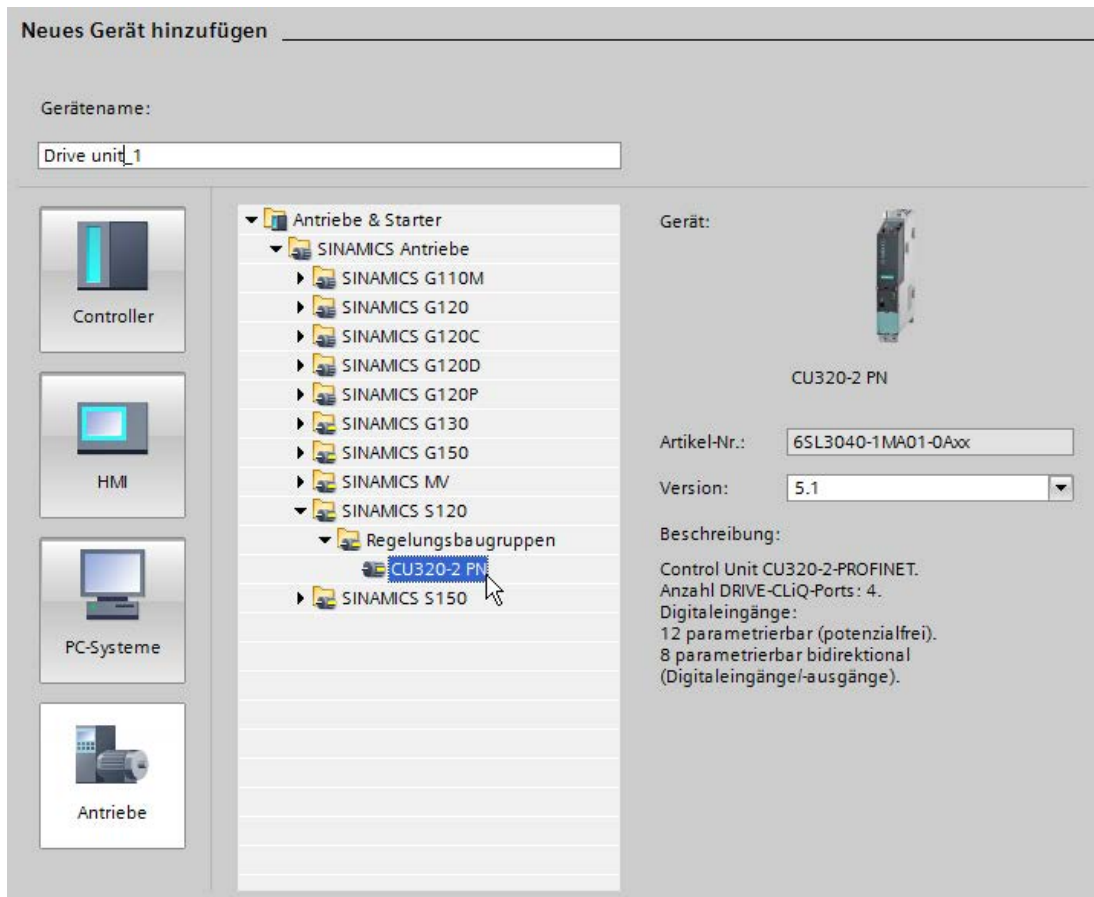 Neues Gerät hinzufügen
Gerätename:
Drive unit_1
Controller
HMI
PC-Systeme
Antriebe
Antriebe & Starter
SINAMICS Antriebe
SINAMICS G110M
SINAMICS G120
SINAMICS G120C
SINAMICS G120D
SINAMICS G120P
SINAMICS G130
SINAMICS G150
SINAMICS MV
SINAMICS S120
Regelungsbaugruppen
CU320-2 PN
SINAMICS S150
Gerät:
CU320-2 PN
Artikel-Nr.: 6SL3040-1MA01-0Axx
Version: 5.1
Beschreibung:
Control Unit CU320-2-PROFINET.
Anzahl DRIVE-CLiQ-Ports: 4.
Digitaleingänge:
12 parametrierbar (potenzialfrei).
8 parametrierbar bidirektional
(Digitaleingänge/-ausgänge).